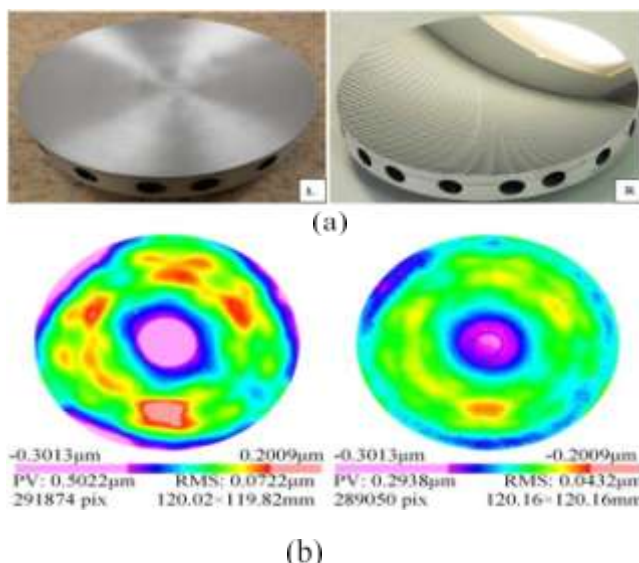 L
R
(a)
-0.3013μm 0.2009μm
PV: 0.5022μm RMS: 0.0722μm
291874 pix 120.02×119.82mm
-0.3013μm -0.2009μm
PV: 0.2938μm RMS: 0.0432μm
289050 pix 120.16×120.16mm
(b)